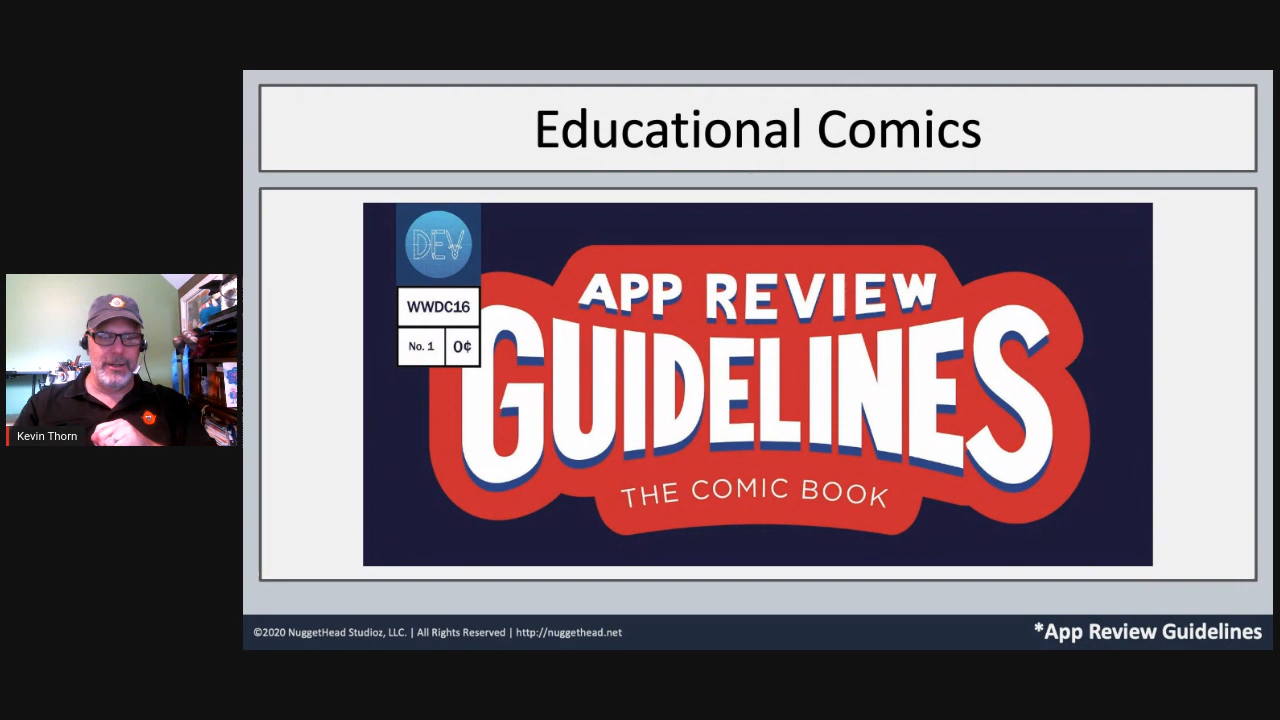 Educational Comics
DEV
WWDC16
No. 1 0¢
APP REVIEW
GUIDELINES
THE COMIC BOOK
Kevin Thorn
©2020 NuggetHead Studioz, LLC. | All Rights Reserved | http://nuggethead.net
*App Review Guidelines